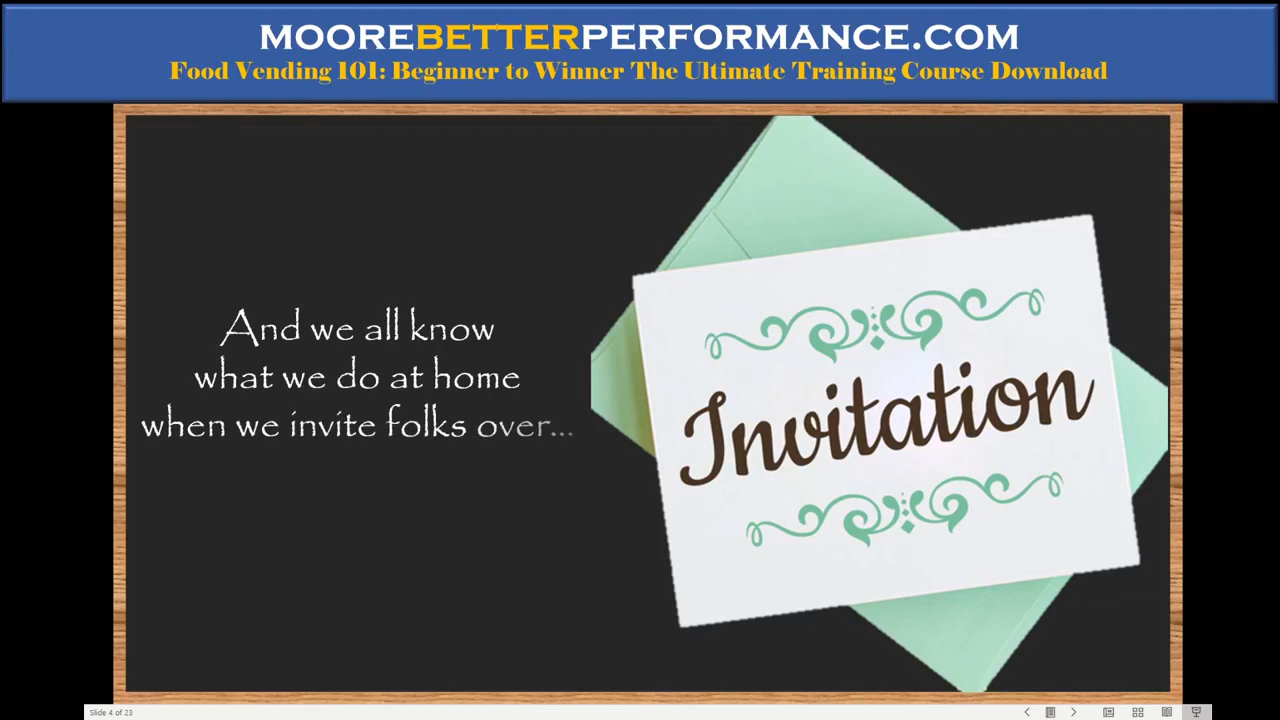 MOOREBETTERPERFORMANCE.COM
Food Vending 101: Beginner to Winner The Ultimate Training Course Download
And we all know
what we do at home
when we invite folks over...
Invitation
Slide 4 of 23